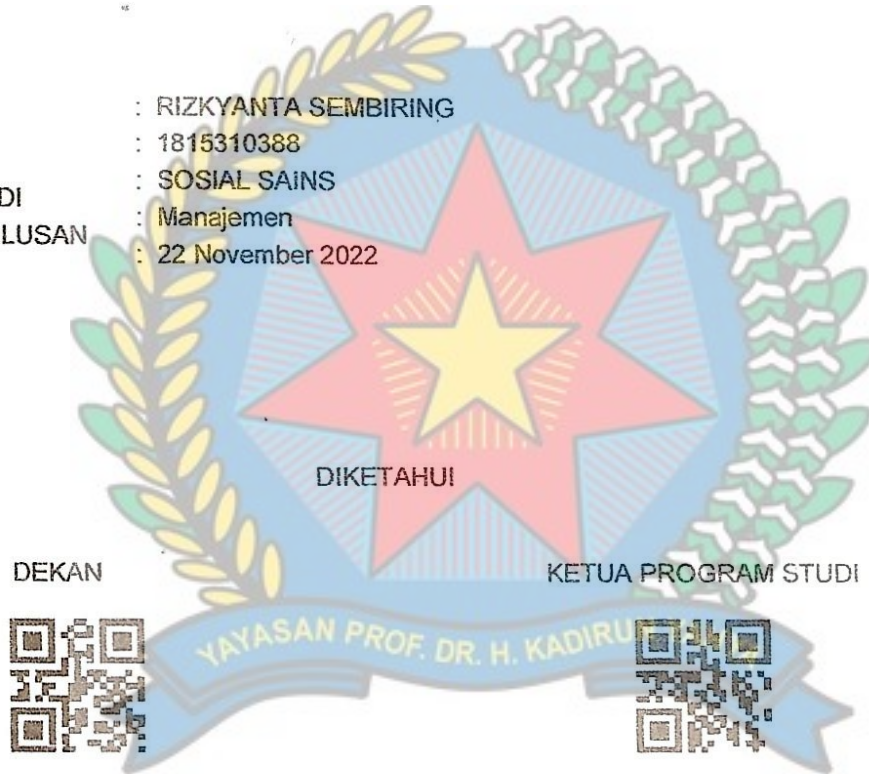 : RIZKYANTA SEMBIRING
: 1815310388
: SOSIAL SAINS
DI : Manajemen
LUSAN : 22 November 2022
DIKETAHUI
DEKAN KETUA PROGRAM STUDI
YAYASAN PROF. DR. H.